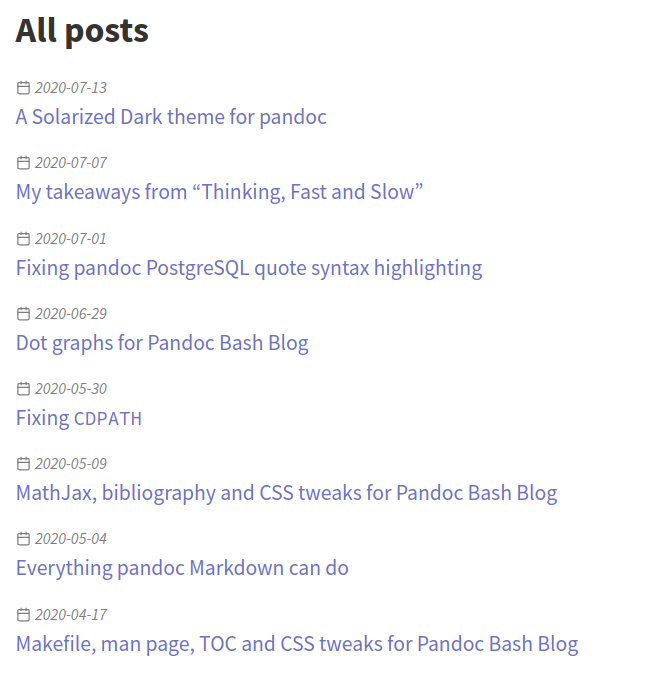 All posts
2020-07-13
A Solarized Dark theme for pandoc
2020-07-07
My takeaways from “Thinking, Fast and Slow”
2020-07-01
Fixing pandoc PostgreSQL quote syntax highlighting
2020-06-29
Dot graphs for Pandoc Bash Blog
2020-05-30
Fixing CDPATH
2020-05-09
MathJax, bibliography and CSS tweaks for Pandoc Bash Blog
2020-05-04
Everything pandoc Markdown can do
2020-04-17
Makefile, man page, TOC and CSS tweaks for Pandoc Bash Blog